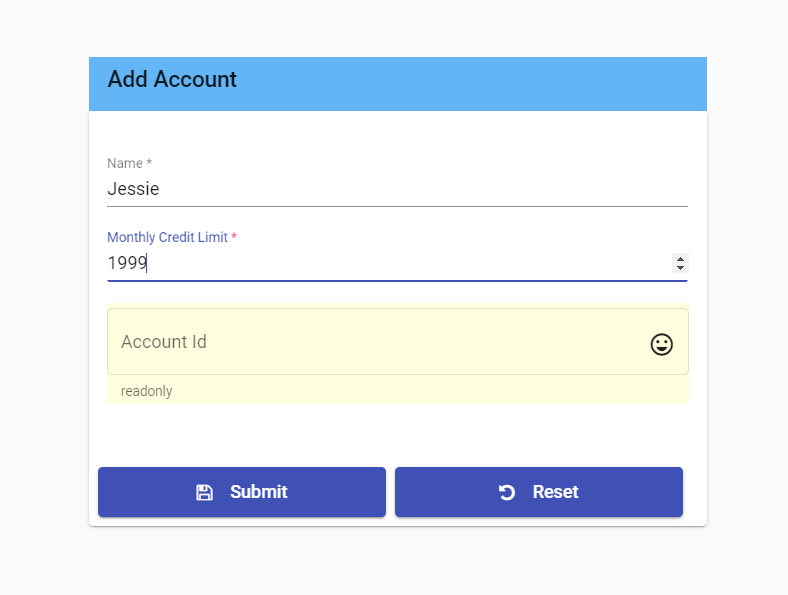 Add Account
Name *
Jessie
Monthly Credit Limit *
1999
Account Id
readonly
Submit
Reset